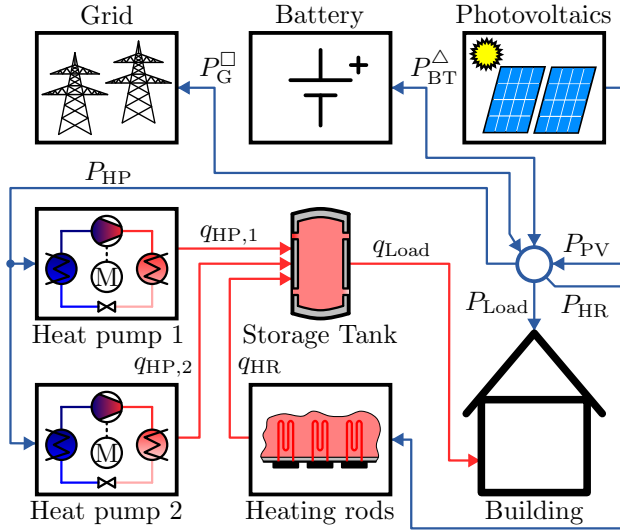 Grid Battery Photovoltaics
P_G^□ + P_BT^△
P_HP
q_HP,1 q_Load P_PV
M
P_Load P_HR
Heat pump 1 Storage Tank
q_HP,2 q_HR
M
Heat pump 2 Heating rods Building